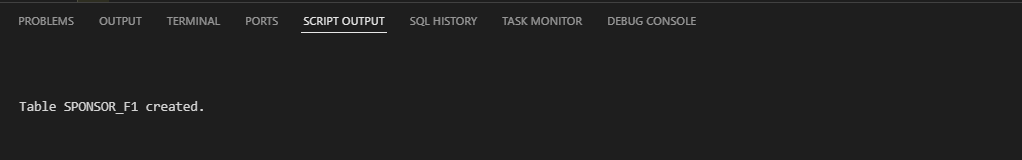 PROBLEMS OUTPUT TERMINAL PORTS SCRIPT OUTPUT SQL HISTORY TASK MONITOR DEBUG CONSOLE
Table SPONSOR_F1 created.